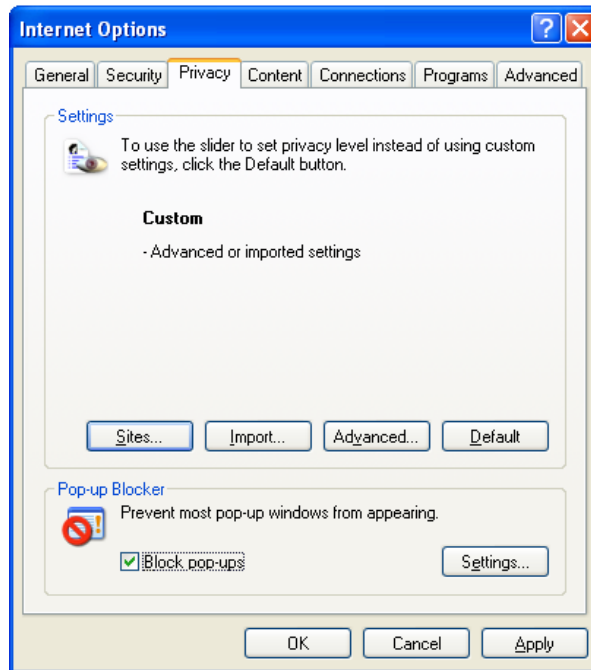 Internet Options
General Security Privacy Content Connections Programs Advanced
Settings
To use the slider to set privacy level instead of using custom
settings, click the Default button.
Custom
- Advanced or imported settings
Sites... Import... Advanced... Default
Pop-up Blocker
Prevent most pop-up windows from appearing.
Block pop-ups Settings...
OK Cancel Apply